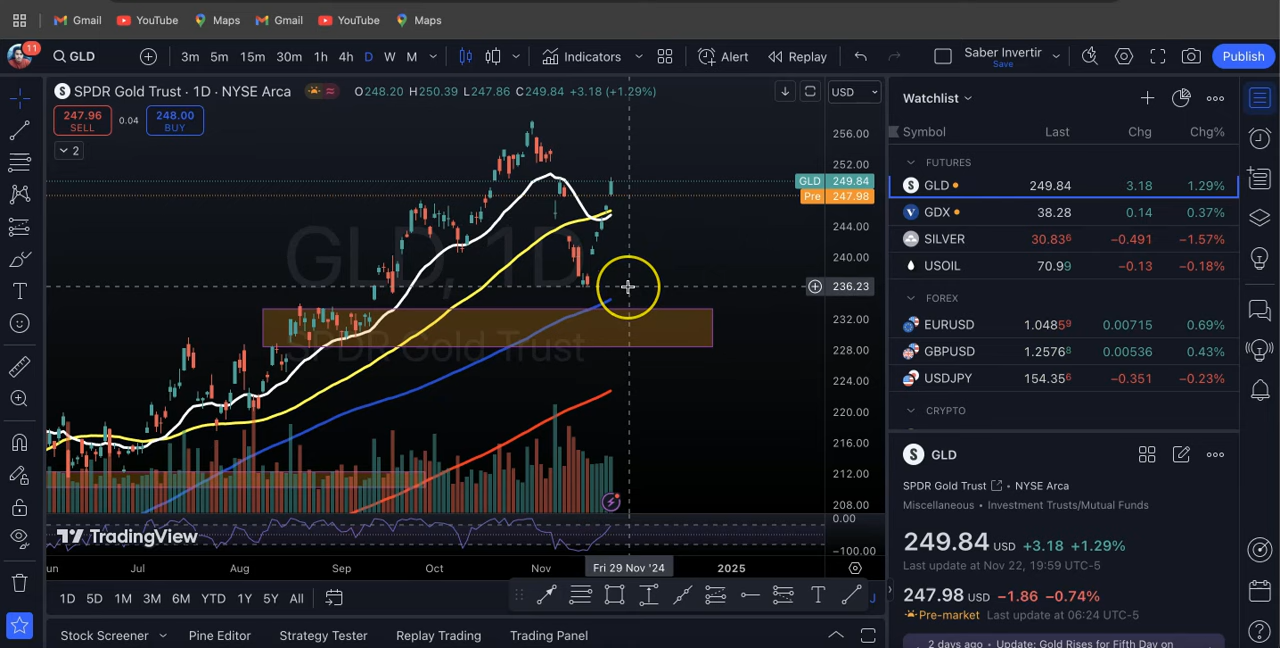 Gmail YouTube Maps Gmail YouTube Maps
11 GLD 3m 5m 15m 30m 1h 4h D W M Indicators Alert Replay Saber Invertir Save Publish
SPDR Gold Trust · 1D · NYSE Arca O248.20 H250.39 L247.86 C249.84 +3.18 (+1.29%) USD
247.96 SELL 0.04 248.00 BUY
2
256.00
252.00
GLD 249.84
Pre 247.98
244.00
240.00
236.23
232.00
228.00
224.00
220.00
216.00
212.00
208.00
0.00
−100.00
GLD, 1D
SPDR Gold Trust
TradingView
un Jul Aug Sep Oct Nov Fri 29 Nov '24 2025
1D 5D 1M 3M 6M YTD 1Y 5Y All
Stock Screener Pine Editor Strategy Tester Replay Trading Trading Panel
Watchlist
Symbol Last Chg Chg%
FUTURES
GLD 249.84 3.18 1.29%
GDX 38.28 0.14 0.37%
SILVER 30.836 −0.491 −1.57%
USOIL 70.99 −0.13 −0.18%
FOREX
EURUSD 1.04859 0.00715 0.69%
GBPUSD 1.25768 0.00536 0.43%
USDJPY 154.356 −0.351 −0.23%
CRYPTO
GLD
SPDR Gold Trust • NYSE Arca
Miscellaneous • Investment Trusts/Mutual Funds
249.84 USD +3.18 +1.29%
Last update at Nov 22, 19:59 UTC-5
247.98 USD −1.86 −0.74%
Pre-market Last update at 06:24 UTC-5
2 days ago • Update: Gold Rises for Fifth Day on